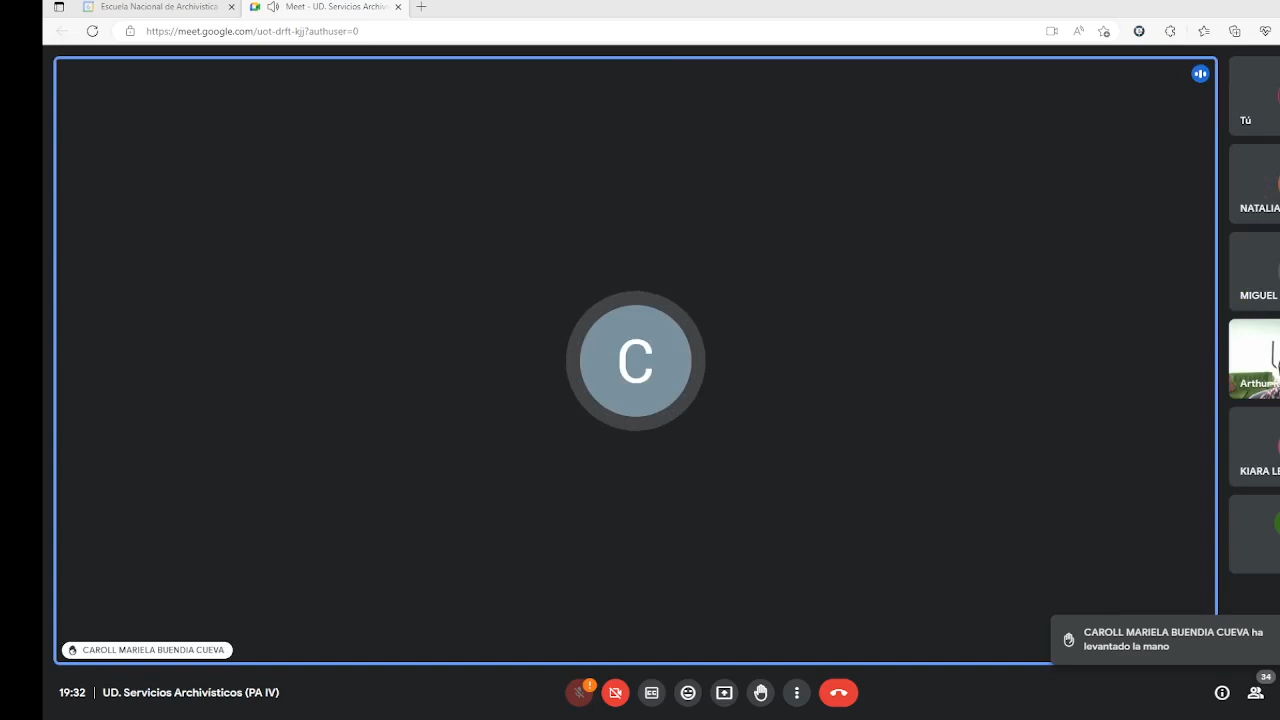 Escuela Nacional de Archivística
Meet - UD. Servicios Archiví
https://meet.google.com/uot-drft-kjj?authuser=0
Tú
NATALIA
MIGUEL
C
Arthur
KIARA LE
CAROLL MARIELA BUENDIA CUEVA ha
levantado la mano
CAROLL MARIELA BUENDIA CUEVA
19:32 | UD. Servicios Archivísticos (PA IV)
34